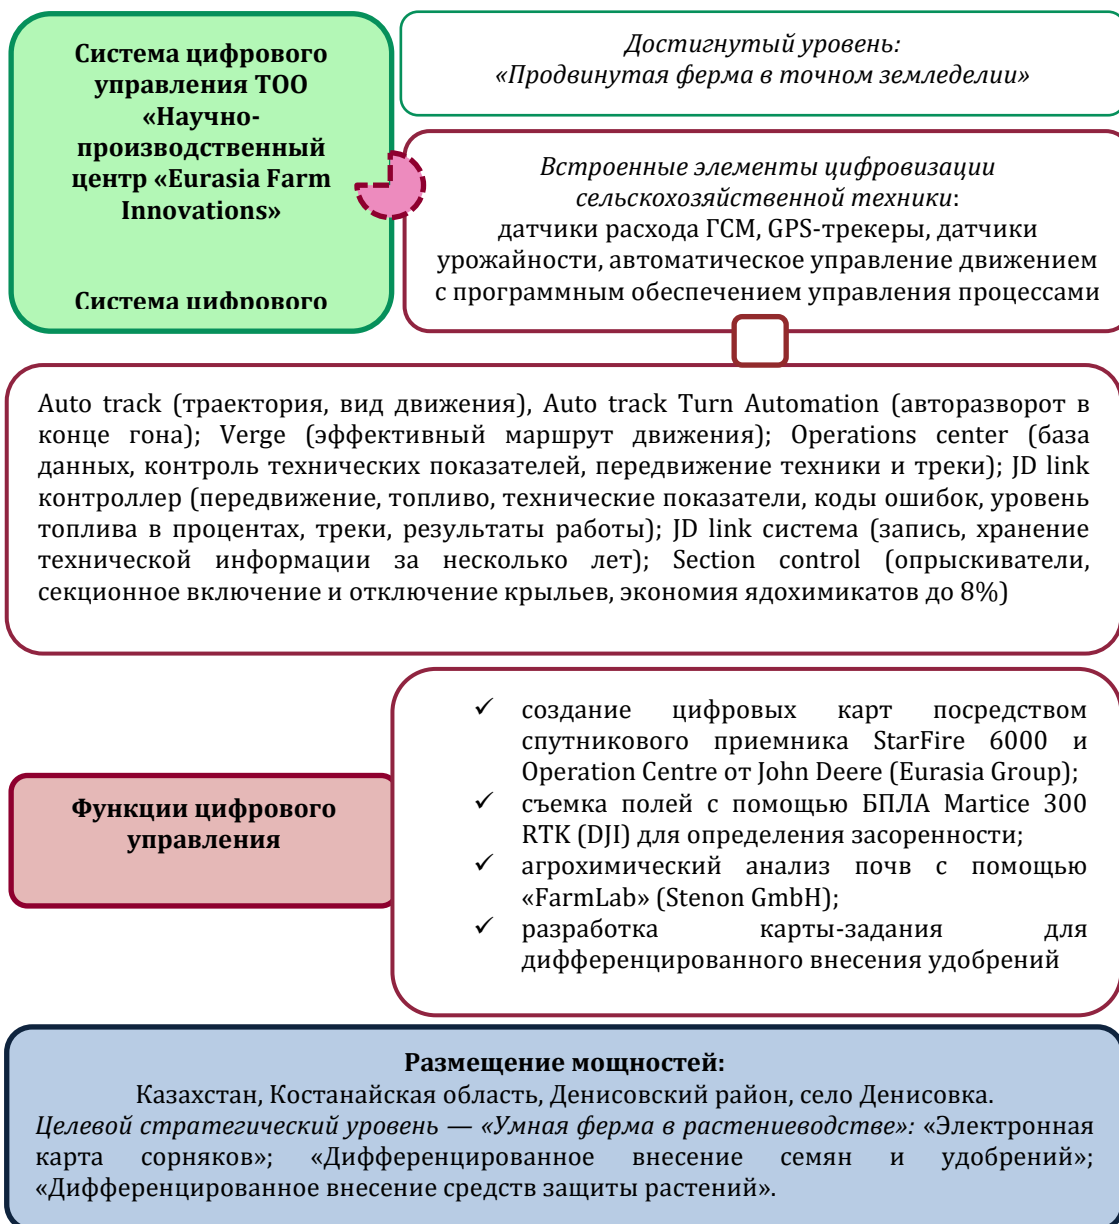 Система цифрового
управления ТОО
«Научно-
производственный
центр «Eurasia Farm
Innovations»
Система цифрового
Достигнутый уровень:
«Продвинутая ферма в точном земледелии»
Встроенные элементы цифровизации
сельскохозяйственной техники:
датчики расхода ГСМ, GPS-трекеры, датчики
урожайности, автоматическое управление движением
с программным обеспечением управления процессами
Auto track (траектория, вид движения), Auto track Turn Automation (авторазворот в
конце гона); Verge (эффективный маршрут движения); Operations center (база
данных, контроль технических показателей, передвижение техники и треки); JD link
контроллер (передвижение, топливо, технические показатели, коды ошибок, уровень
топлива в процентах, треки, результаты работы); JD link система (запись, хранение
технической информации за несколько лет); Section control (опрыскиватели,
секционное включение и отключение крыльев, экономия ядохимикатов до 8%)
Функции цифрового
управления
✓ создание цифровых карт посредством
спутникового приемника StarFire 6000 и
Operation Centre от John Deere (Eurasia Group);
✓ съемка полей с помощью БПЛА Martice 300
RTK (DJI) для определения засоренности;
✓ агрохимический анализ почв с помощью
«FarmLab» (Stenon GmbH);
✓ разработка карты-задания для
дифференцированного внесения удобрений
Размещение мощностей:
Казахстан, Костанайская область, Денисовский район, село Денисовка.
Целевой стратегический уровень — «Умная ферма в растениеводстве»: «Электронная
карта сорняков»; «Дифференцированное внесение семян и удобрений»;
«Дифференцированное внесение средств защиты растений».